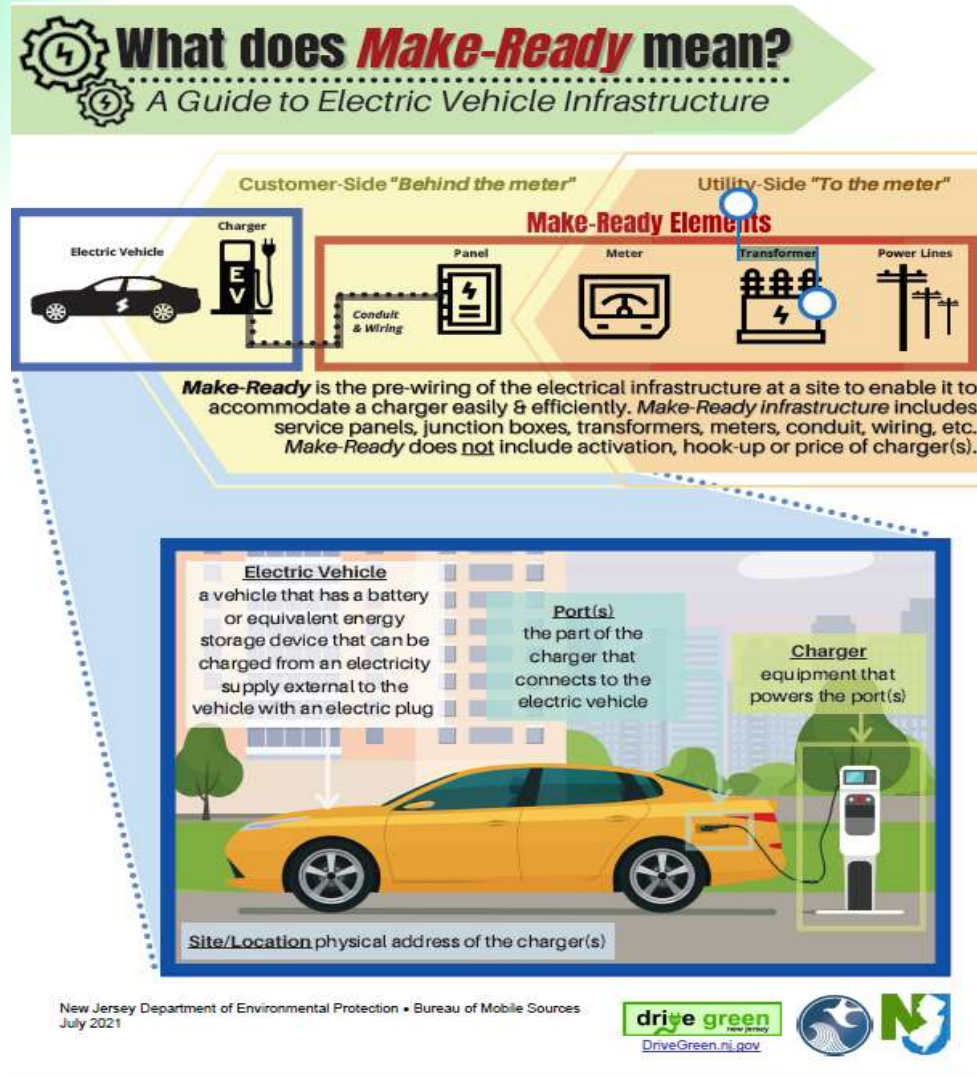 What does Make-Ready mean?
A Guide to Electric Vehicle Infrastructure
Customer-Side "Behind the meter"
Utility-Side "To the meter"
Make-Ready Elements
Electric Vehicle
Charger
EV
Conduit
& Wiring
Panel
Meter
Transformer
Power Lines
Make-Ready is the pre-wiring of the electrical infrastructure at a site to enable it to
accommodate a charger easily & efficiently. Make-Ready infrastructure includes
service panels, junction boxes, transformers, meters, conduit, wiring, etc.
Make-Ready does not include activation, hook-up or price of charger(s).
Electric Vehicle
a vehicle that has a battery
or equivalent energy
storage device that can be
charged from an electricity
supply external to the
vehicle with an electric plug
Port(s)
the part of the
charger that
connects to the
electric vehicle
Charger
equipment that
powers the port(s)
Site/Location physical address of the charger(s)
New Jersey Department of Environmental Protection • Bureau of Mobile Sources
July 2021
drive green
new jersey
DriveGreen.nj.gov
NJ